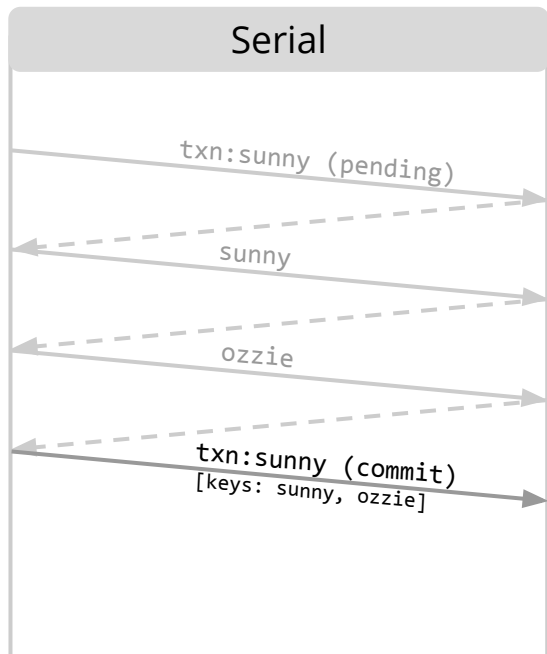 Serial
txn:sunny (pending)
sunny
ozzie
txn:sunny (commit)
[keys: sunny, ozzie]